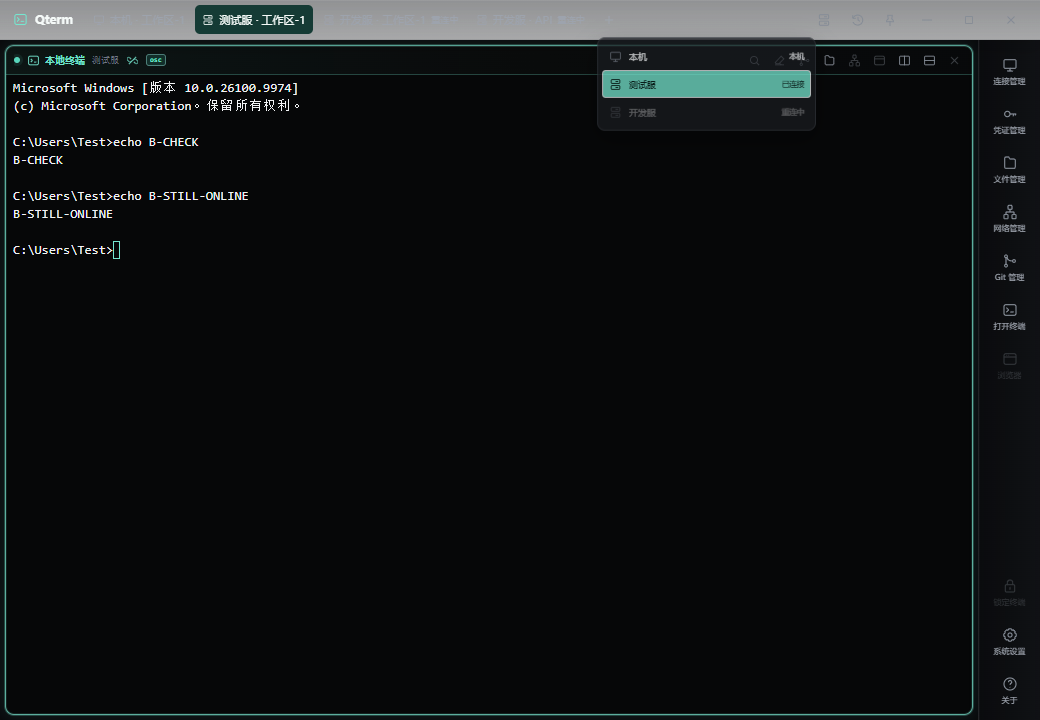 Qterm
测试服 - 工作区-1
本地终端 测试服 OSC
本机 本机
测试服 已连接
开发服 重连中
Microsoft Windows [版本 10.0.26100.9974]
(c) Microsoft Corporation。保留所有权利。
C:\Users\Test>echo B-CHECK
B-CHECK
C:\Users\Test>echo B-STILL-ONLINE
B-STILL-ONLINE
C:\Users\Test>
连接管理
凭证管理
文件管理
网络管理
Git 管理
打开终端
浏览器
锁定终端
系统设置
关于